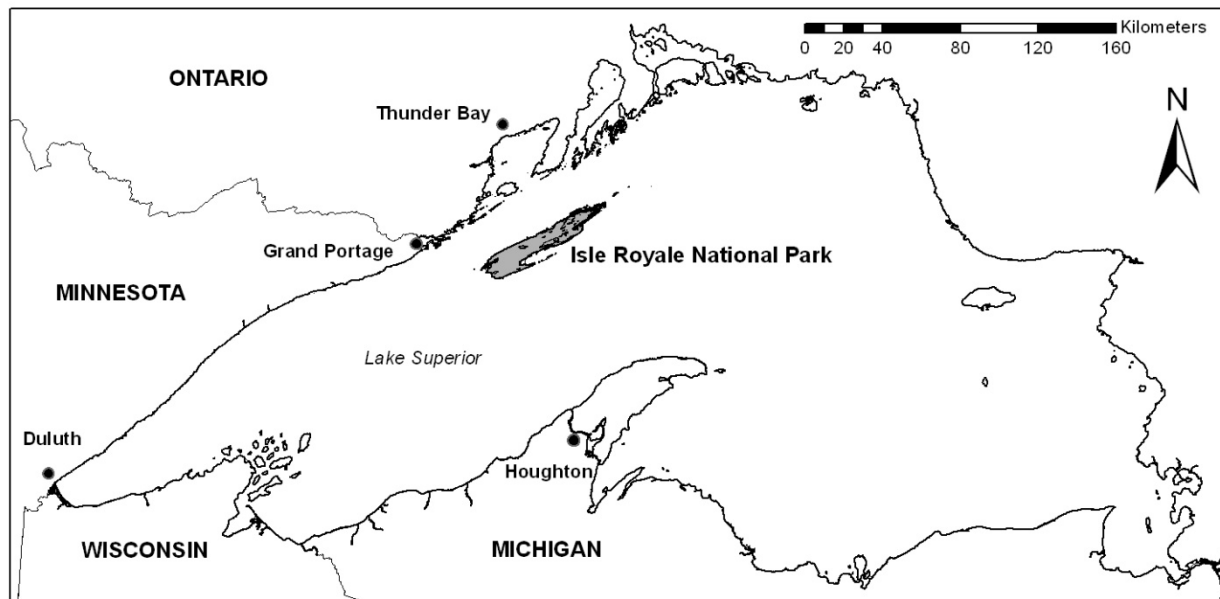 Kilometers
0 20 40 80 120 160
ONTARIO
Thunder Bay
N
Grand Portage
Isle Royale National Park
MINNESOTA
Lake Superior
Duluth
Houghton
WISCONSIN
MICHIGAN